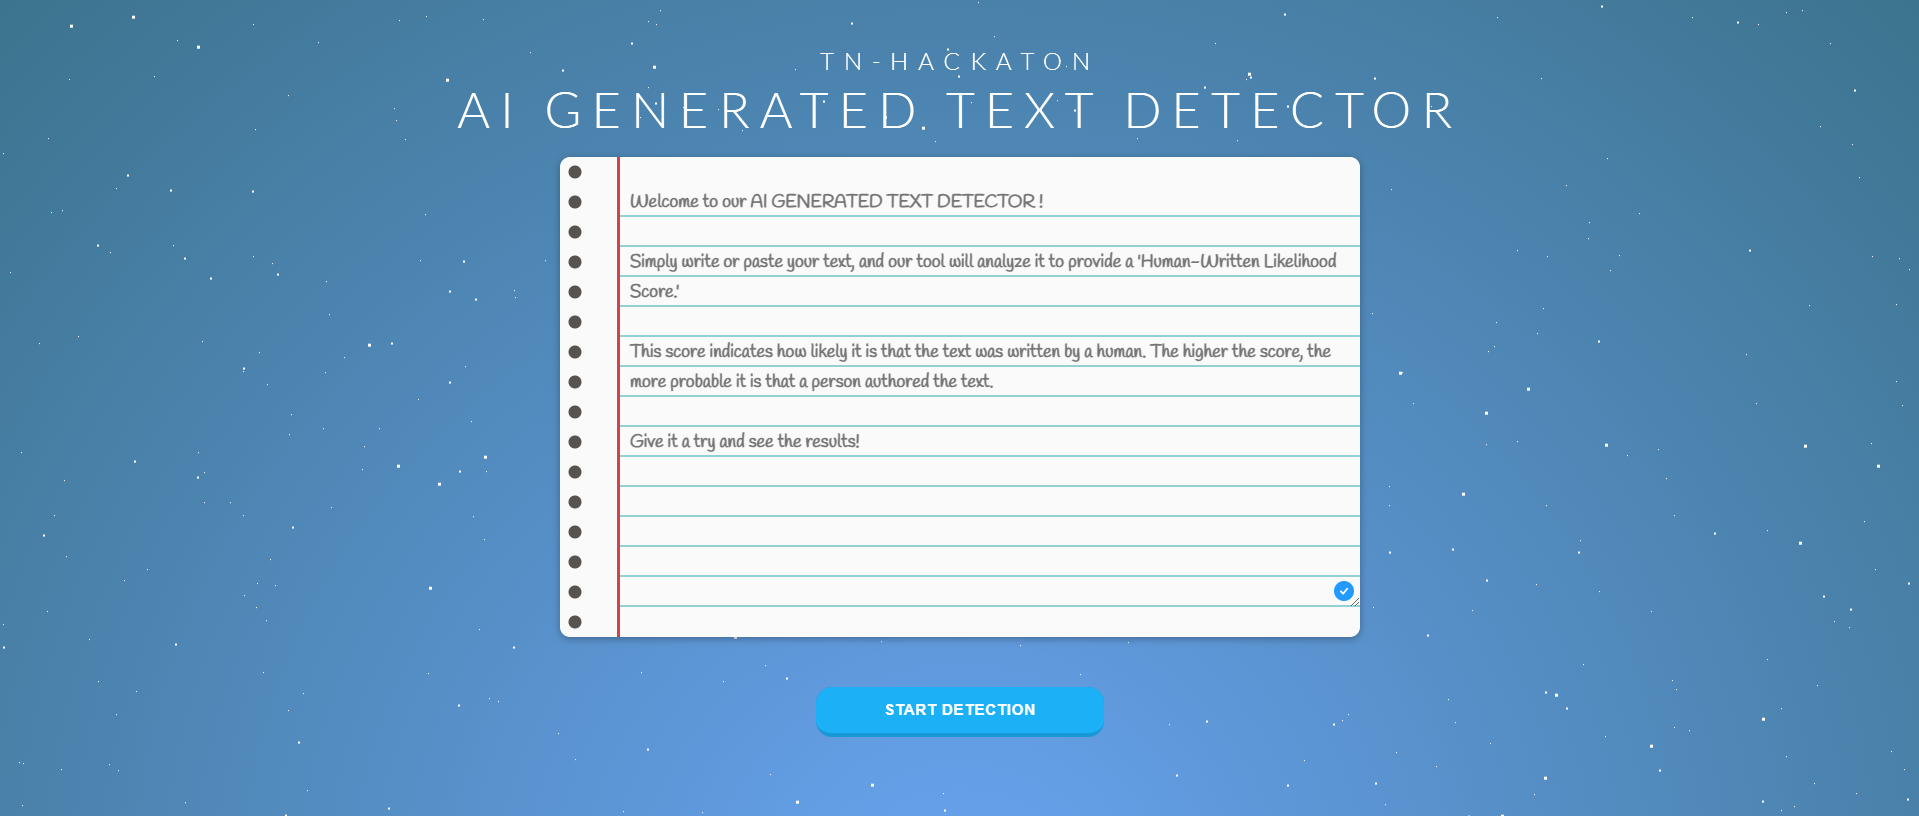 TN-HACKATON
AI GENERATED TEXT DETECTOR
Welcome to our AI GENERATED TEXT DETECTOR !
Simply write or paste your text, and our tool will analyze it to provide a 'Human-Written Likelihood
Score.'
This score indicates how likely it is that the text was written by a human. The higher the score, the
more probable it is that a person authored the text.
Give it a try and see the results!
START DETECTION